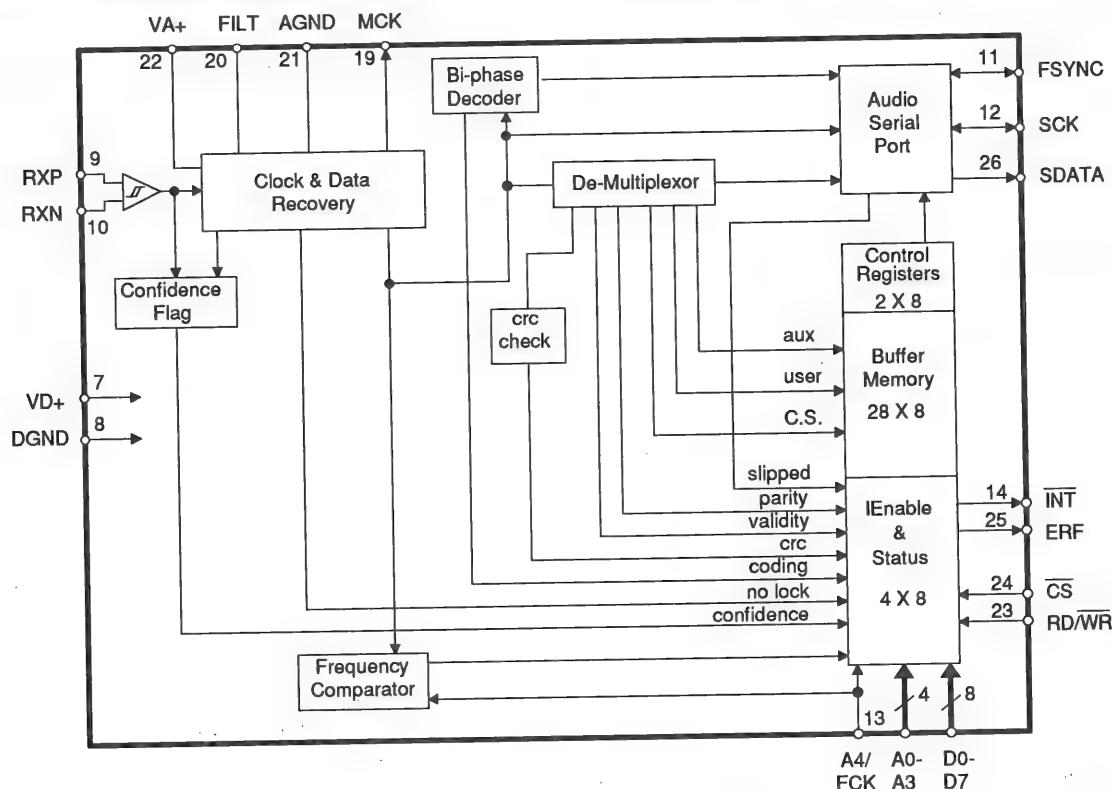 VA+ FILT AGND MCK
22 20 21 19
Bi-phase
Decoder
Audio
Serial
Port
11 FSYNC
12 SCK
26 SDATA
RXP 9
RXN 10
Clock & Data
Recovery
De-Multiplexor
Confidence
Flag
crc
check
Control
Registers
2 X 8
Buffer
Memory
28 X 8
aux
user
C.S.
VD+ 7
DGND 8
slipped
parity
validity
crc
coding
no lock
confidence
IEnable
&
Status
4 X 8
14 INT
25 ERF
24 CS
23 RD/WR
Frequency
Comparator
13 4 8
A4/ A0- D0-
FCK A3 D7